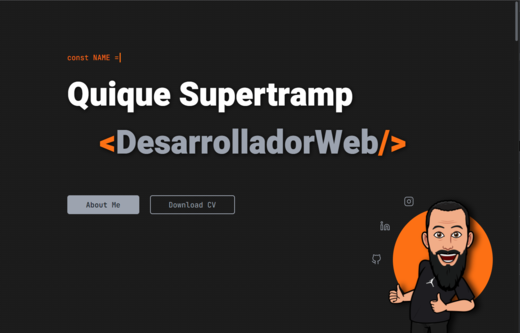 const NAME =
Quique Supertramp
<DesarrolladorWeb/>
About Me
Download CV